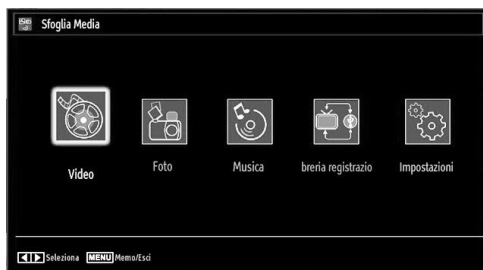 Sfoglia Media
Video Foto Musica breria registrazio Impostazioni
Seleziona MENU Memo/Esci